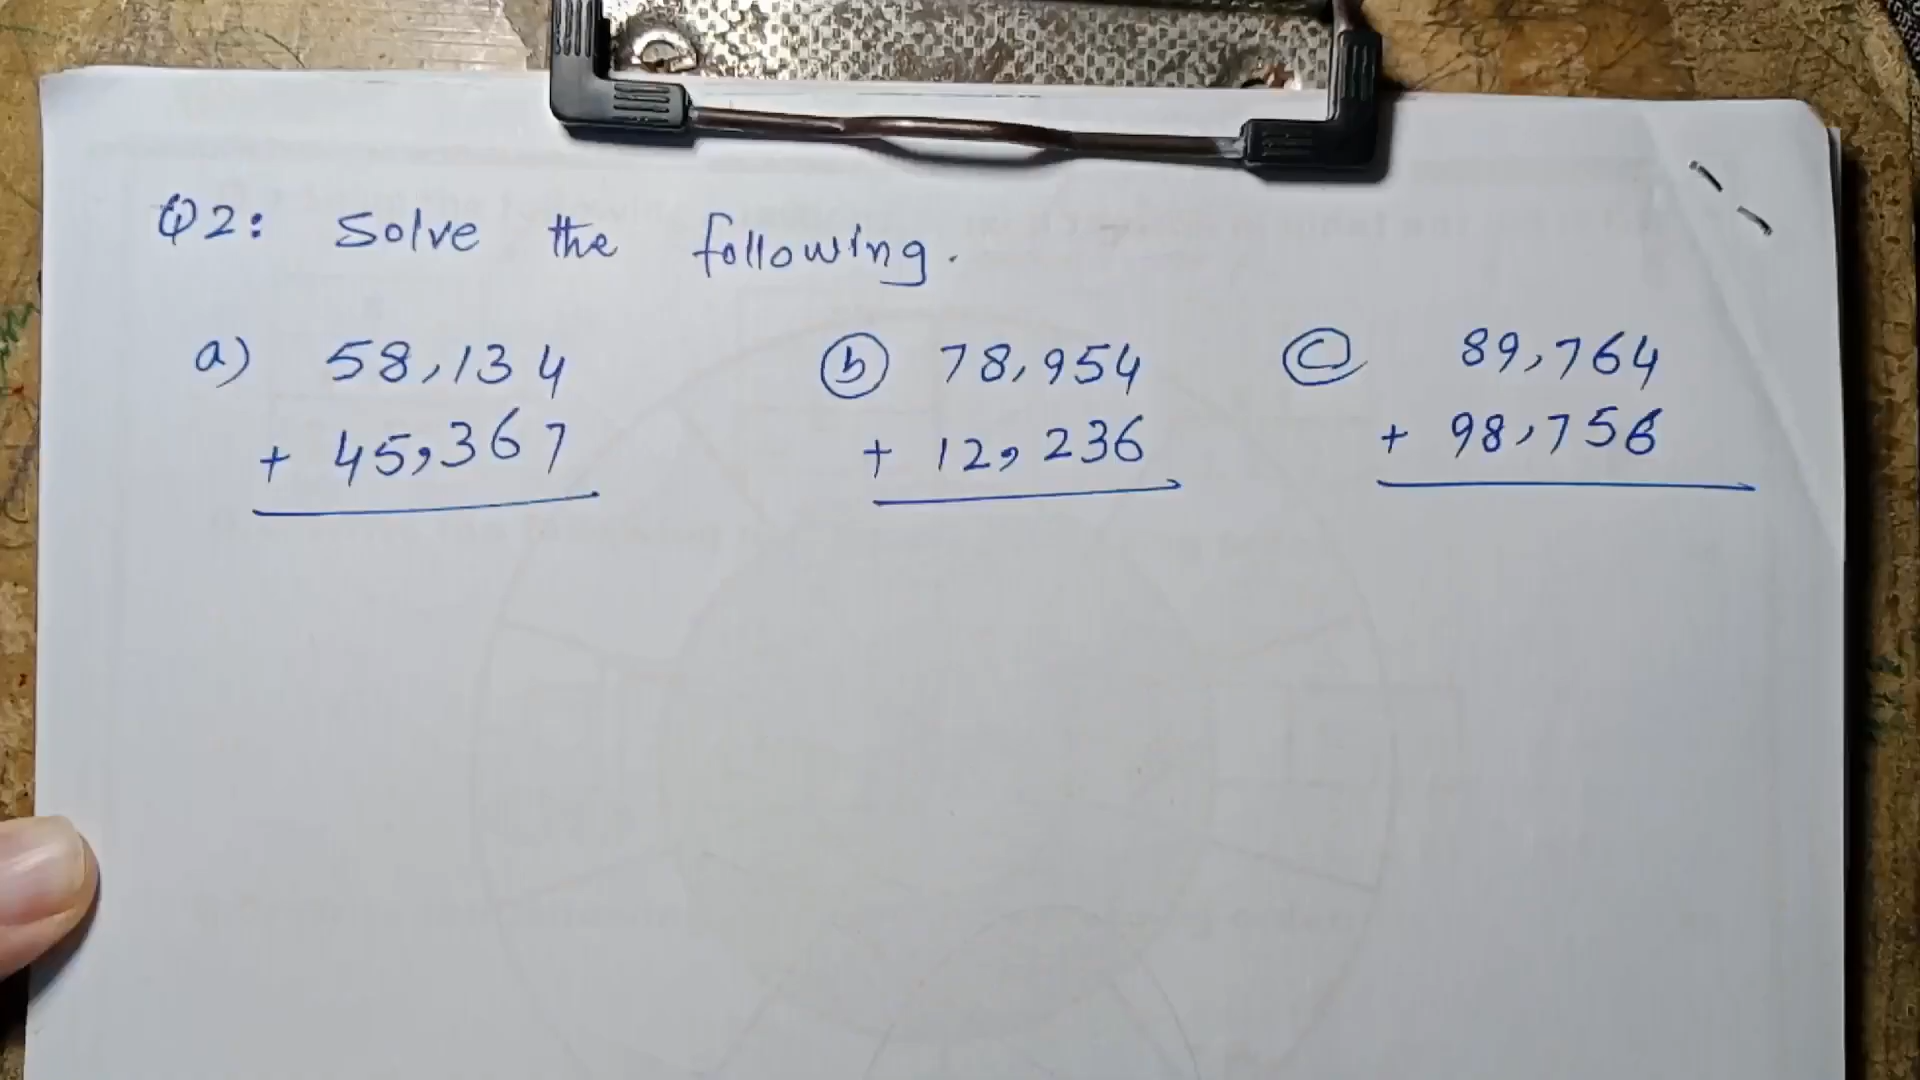 Q2: Solve the following.
a) 58,134 b 78,954 c 89,764
+ 45,367 + 12,236 + 98,756